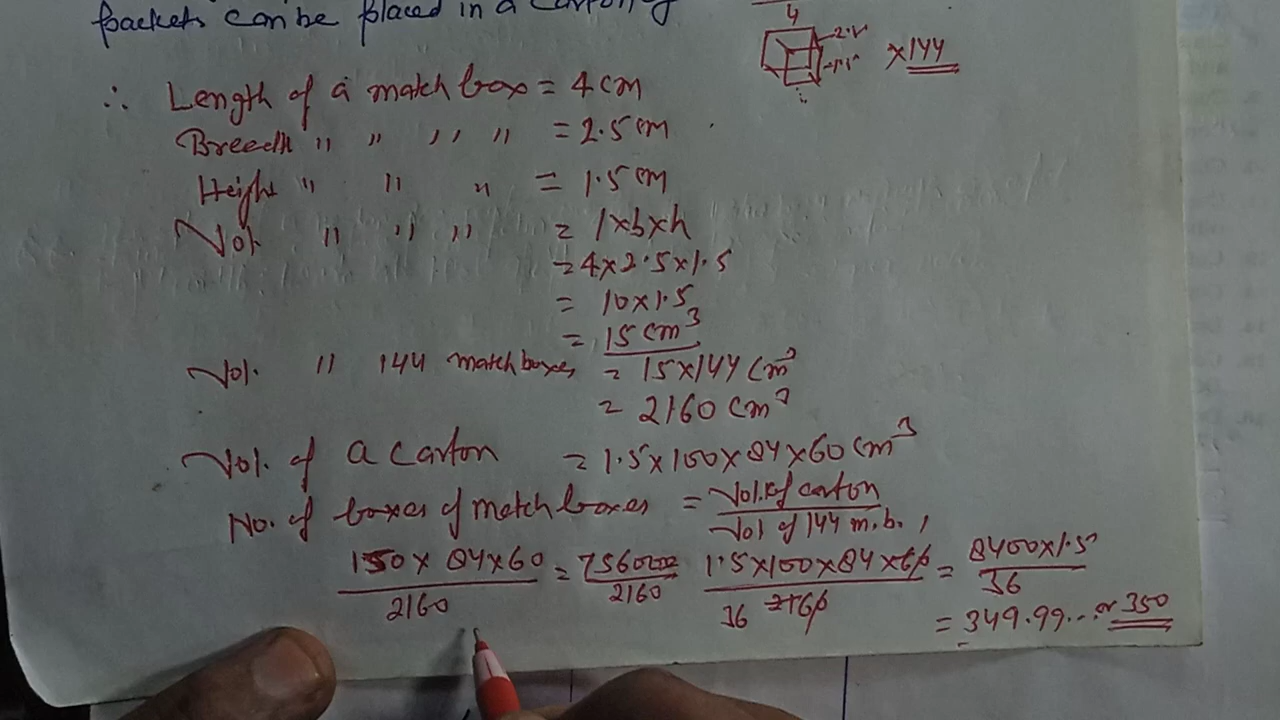 packets can be placed in a carton of
4
2.5
1.5
×144
∴ Length of a match box = 4 cm
Breadth " " " " = 2.5 cm
Height " " " = 1.5 cm
Vol. " " " = l×b×h
= 4×2.5×1.5
= 10×1.5
= 15 cm³
Vol. " 144 matchboxes = 15×144 cm³
= 2160 cm³
Vol. of a carton = 1.5×100×84×60 cm³
No. of boxes of match boxes = Vol. of carton / Vol of 144 m.b.,
150 × 84×60 / 2160 = 7560000 / 2160 1.5×100×84×60 / 36 2160 = 8400×1.5 / 36
= 349.99... or 350